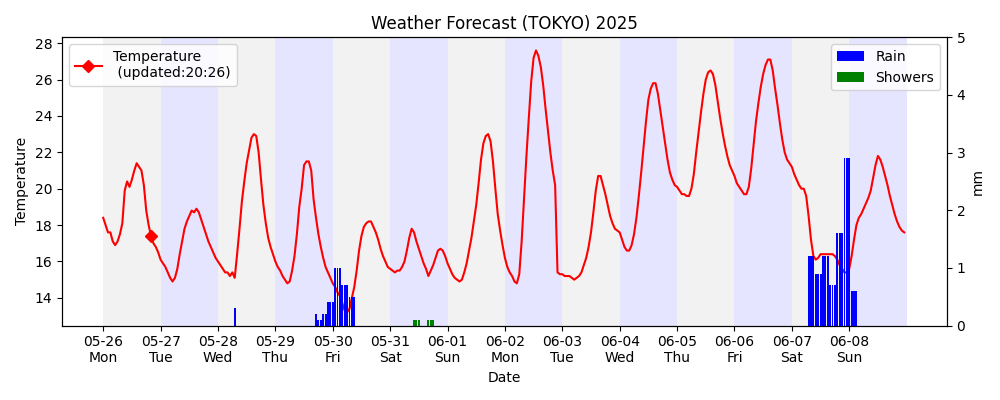 Weather Forecast (TOKYO) 2025
Temperature
(updated:20:26)
Rain
Showers
Temperature
28
26
24
22
20
18
16
14
5
4
3
2
1
0
mm
05-26 05-27 05-28 05-29 05-30 05-31 06-01 06-02 06-03 06-04 06-05 06-06 06-07 06-08
Mon Tue Wed Thu Fri Sat Sun Mon Tue Wed Thu Fri Sat Sun
Date